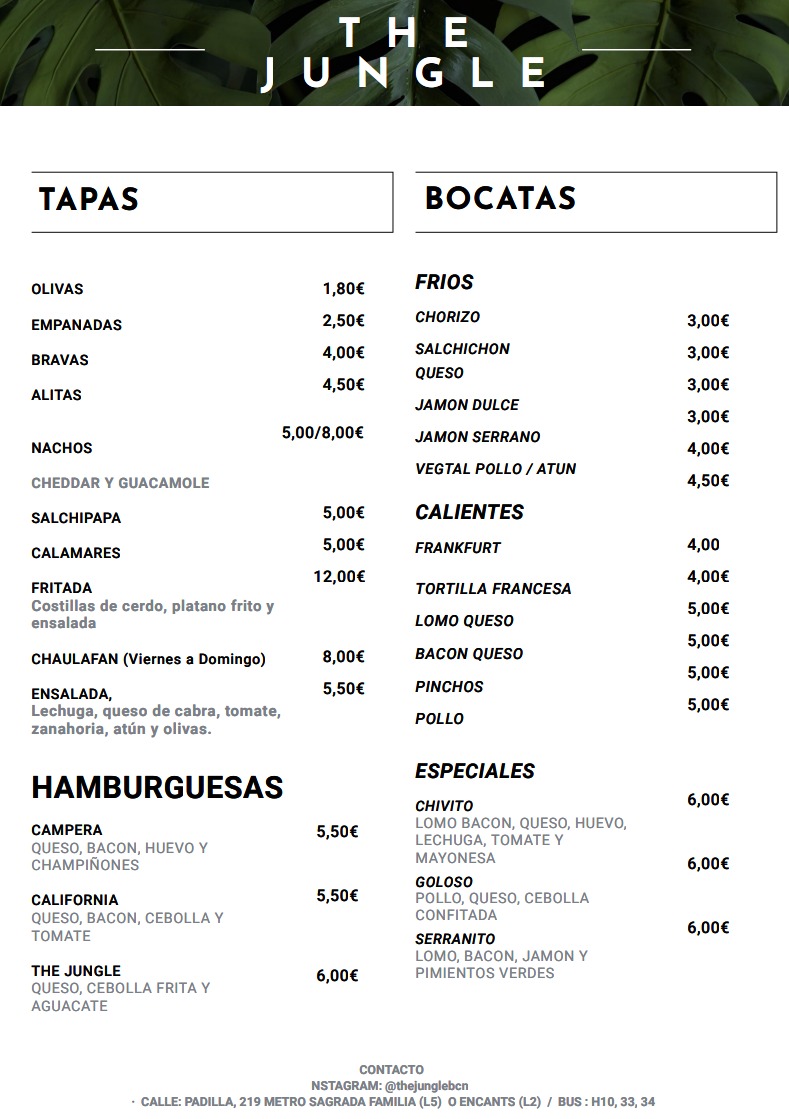 THE
JUNGLE
TAPAS
OLIVAS 1,80€
EMPANADAS 2,50€
BRAVAS 4,00€
ALITAS 4,50€
NACHOS 5,00/8,00€
CHEDDAR Y GUACAMOLE
SALCHIPAPA 5,00€
CALAMARES 5,00€
FRITADA 12,00€
Costillas de cerdo, platano frito y
ensalada
CHAULAFAN (Viernes a Domingo) 8,00€
ENSALADA, 5,50€
Lechuga, queso de cabra, tomate,
zanahoria, atún y olivas.
HAMBURGUESAS
CAMPERA 5,50€
QUESO, BACON, HUEVO Y
CHAMPIÑONES
CALIFORNIA 5,50€
QUESO, BACON, CEBOLLA Y
TOMATE
THE JUNGLE 6,00€
QUESO, CEBOLLA FRITA Y
AGUACATE
BOCATAS
FRIOS
CHORIZO 3,00€
SALCHICHON 3,00€
QUESO 3,00€
JAMON DULCE 3,00€
JAMON SERRANO 4,00€
VEGTAL POLLO / ATUN 4,50€
CALIENTES
FRANKFURT 4,00
TORTILLA FRANCESA 4,00€
LOMO QUESO 5,00€
BACON QUESO 5,00€
PINCHOS 5,00€
POLLO 5,00€
ESPECIALES
CHIVITO 6,00€
LOMO BACON, QUESO, HUEVO,
LECHUGA, TOMATE Y
MAYONESA
GOLOSO 6,00€
POLLO, QUESO, CEBOLLA
CONFITADA
SERRANITO 6,00€
LOMO, BACON, JAMON Y
PIMIENTOS VERDES
CONTACTO
NSTAGRAM: @thejunglebcn
· CALLE: PADILLA, 219 METRO SAGRADA FAMILIA (L5) O ENCANTS (L2) / BUS : H10, 33, 34